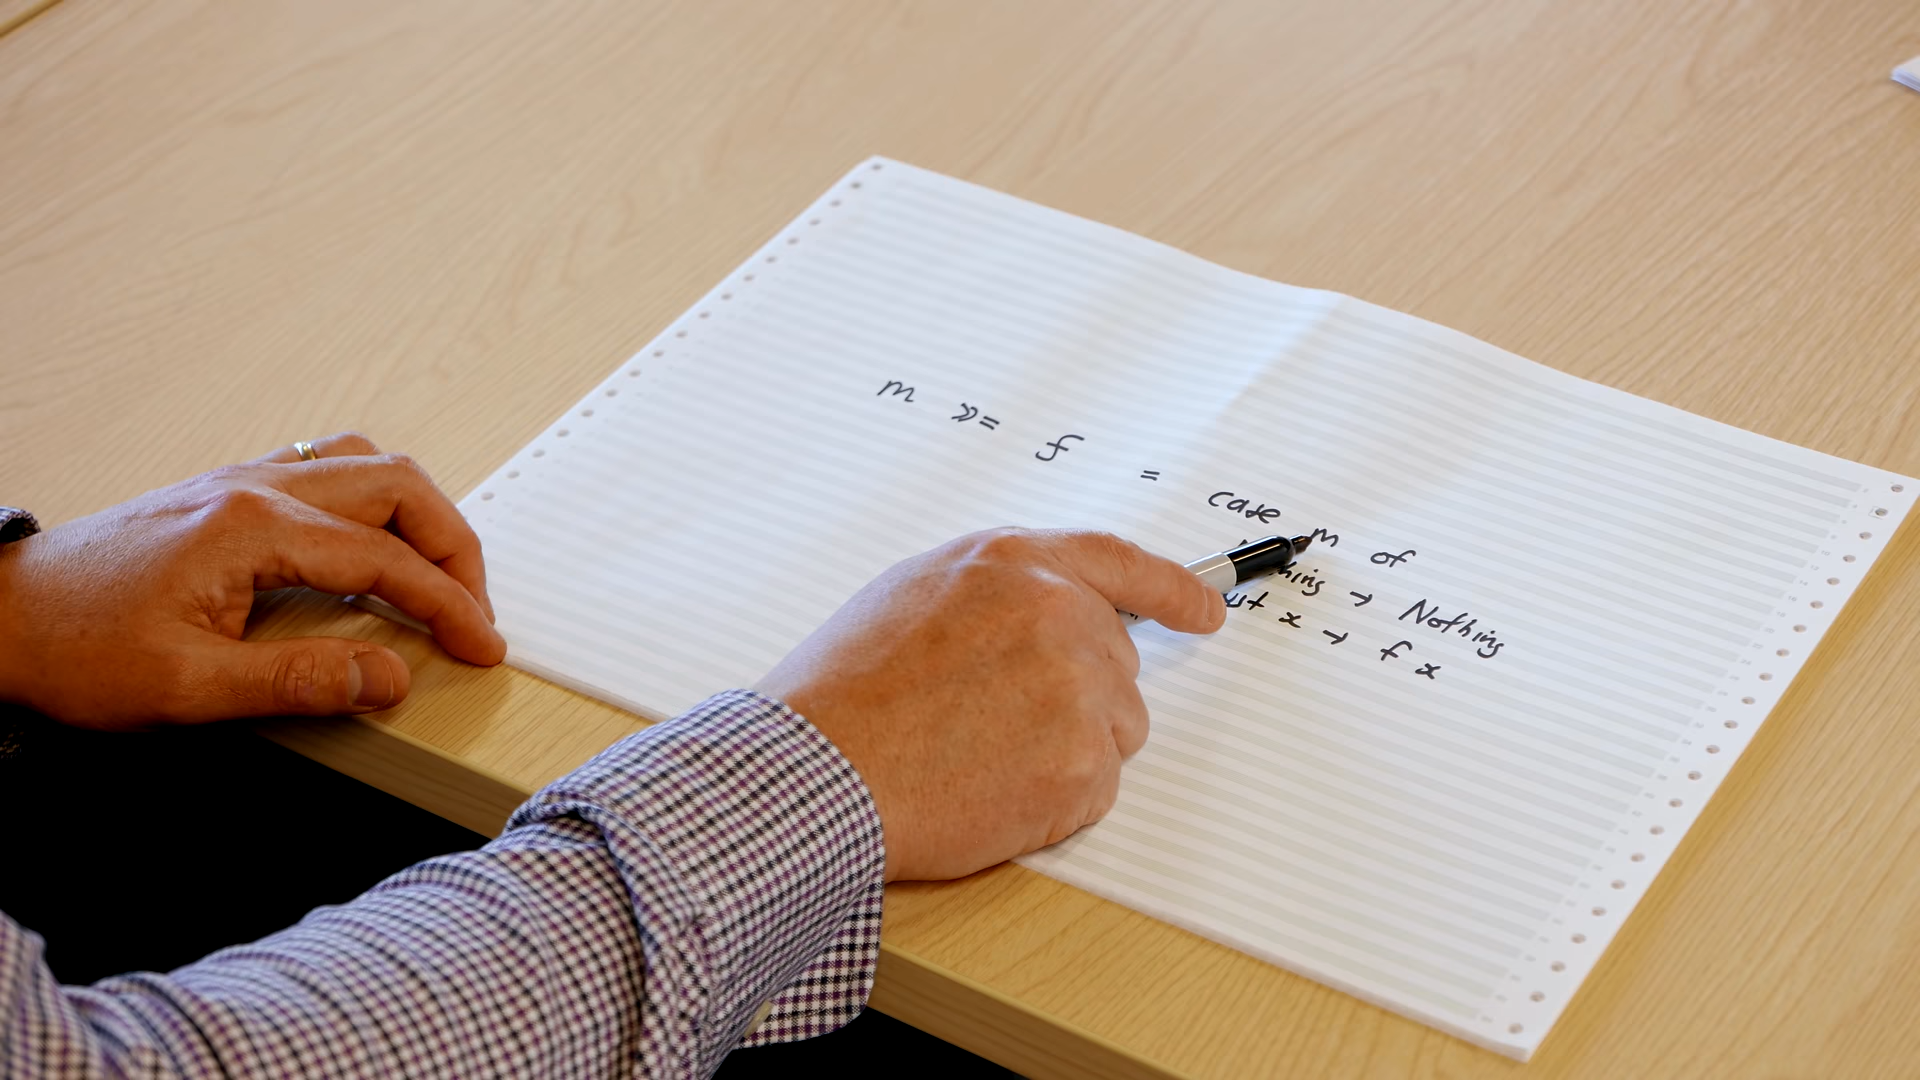 m >>= f = case m of
→ Nothing
x → f x